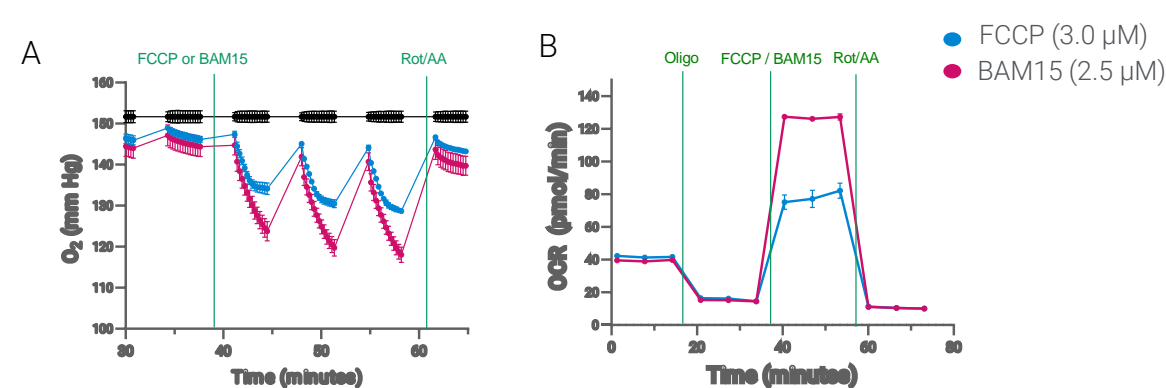 A
FCCP or BAM15
Rot/AA
160
150
140
130
120
110
100
O₂ (mm Hg)
30
40
50
60
Time (minutes)
B
Oligo
FCCP / BAM15
Rot/AA
140
120
100
80
60
40
20
0
OCR (pmol/min)
0
20
40
60
80
Time (minutes)
FCCP (3.0 µM)
BAM15 (2.5 µM)